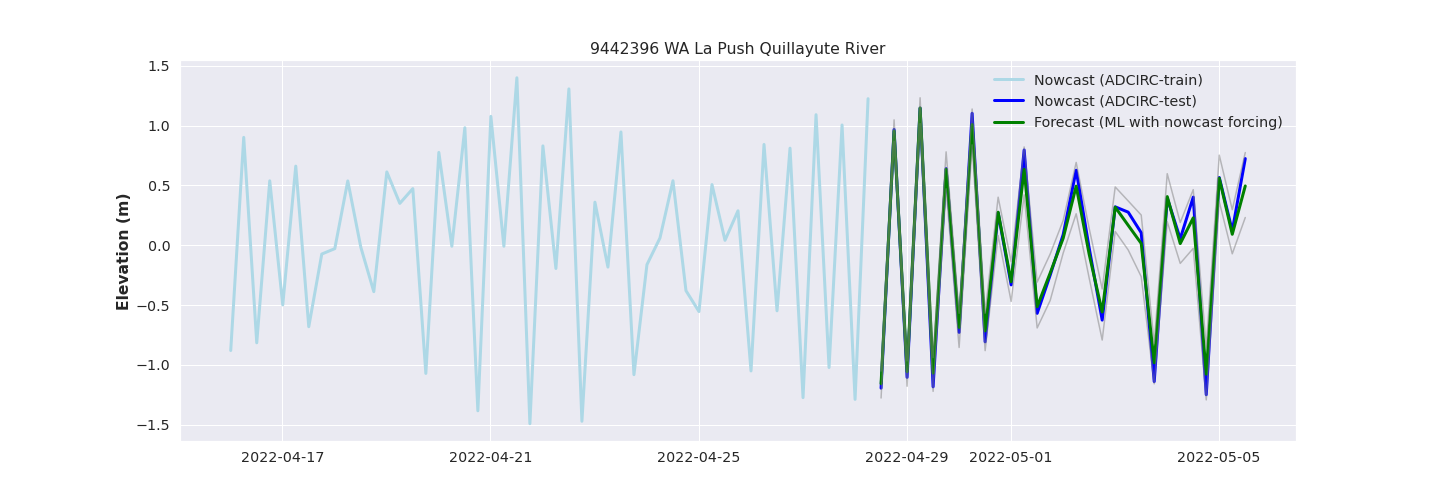 9442396 WA La Push Quillayute River
Elevation (m)
1.5
1.0
0.5
0.0
−0.5
−1.0
−1.5
Nowcast (ADCIRC-train)
Nowcast (ADCIRC-test)
Forecast (ML with nowcast forcing)
2022-04-17 2022-04-21 2022-04-25 2022-04-29 2022-05-01 2022-05-05